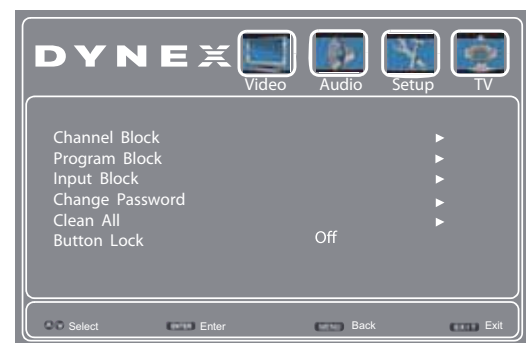 DYNEX
Video Audio Setup TV
Channel Block ►
Program Block ►
Input Block ►
Change Password ►
Clean All ►
Button Lock Off
Select ENTER Enter MENU Back EXIT Exit